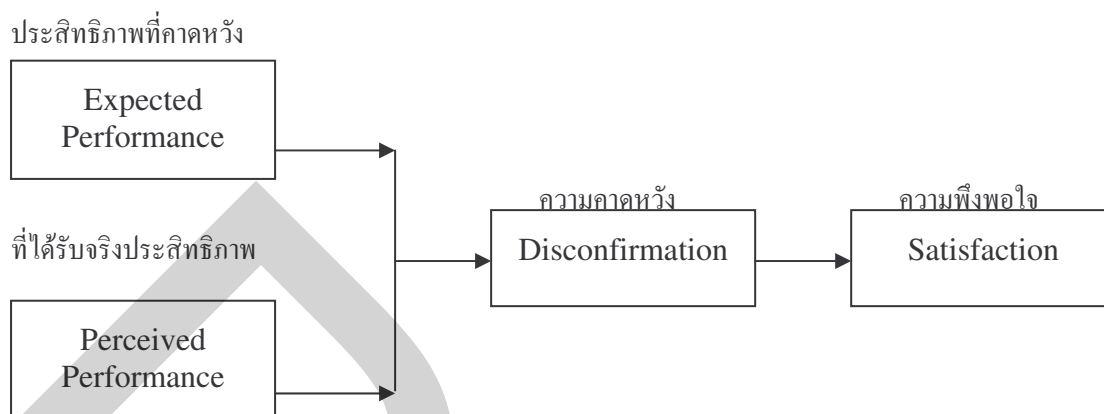 ประสิทธิภาพที่คาดหวัง
Expected
Performance
ที่ได้รับจริงประสิทธิภาพ
Perceived
Performance
ความคาดหวัง
Disconfirmation
ความพึงพอใจ
Satisfaction